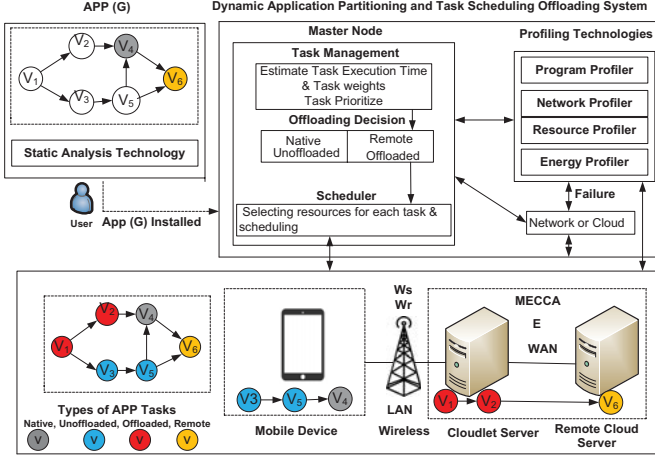 APP (G)
Dynamic Application Partitioning and Task Scheduling Offloading System
V1
V2
V3
V4
V5
V6
Static Analysis Technology
User
App (G) Installed
Master Node
Task Management
Estimate Task Execution Time
& Task weights
Task Prioritize
Offloading Decision
Native
Unoffloaded
Remote
Offloaded
Scheduler
Selecting resources for each task &
scheduling
Profiling Technologies
Program Profiler
Network Profiler
Resource Profiler
Energy Profiler
Failure
Network or Cloud
V1
V2
V3
V4
V5
V6
Types of APP Tasks
Native, Unoffloaded, Offloaded, Remote
v
v
v
v
V3
V5
V4
Mobile Device
Ws
Wr
LAN
Wireless
MECCA
E
WAN
V1
V2
V6
Cloudlet Server
Remote Cloud
Server